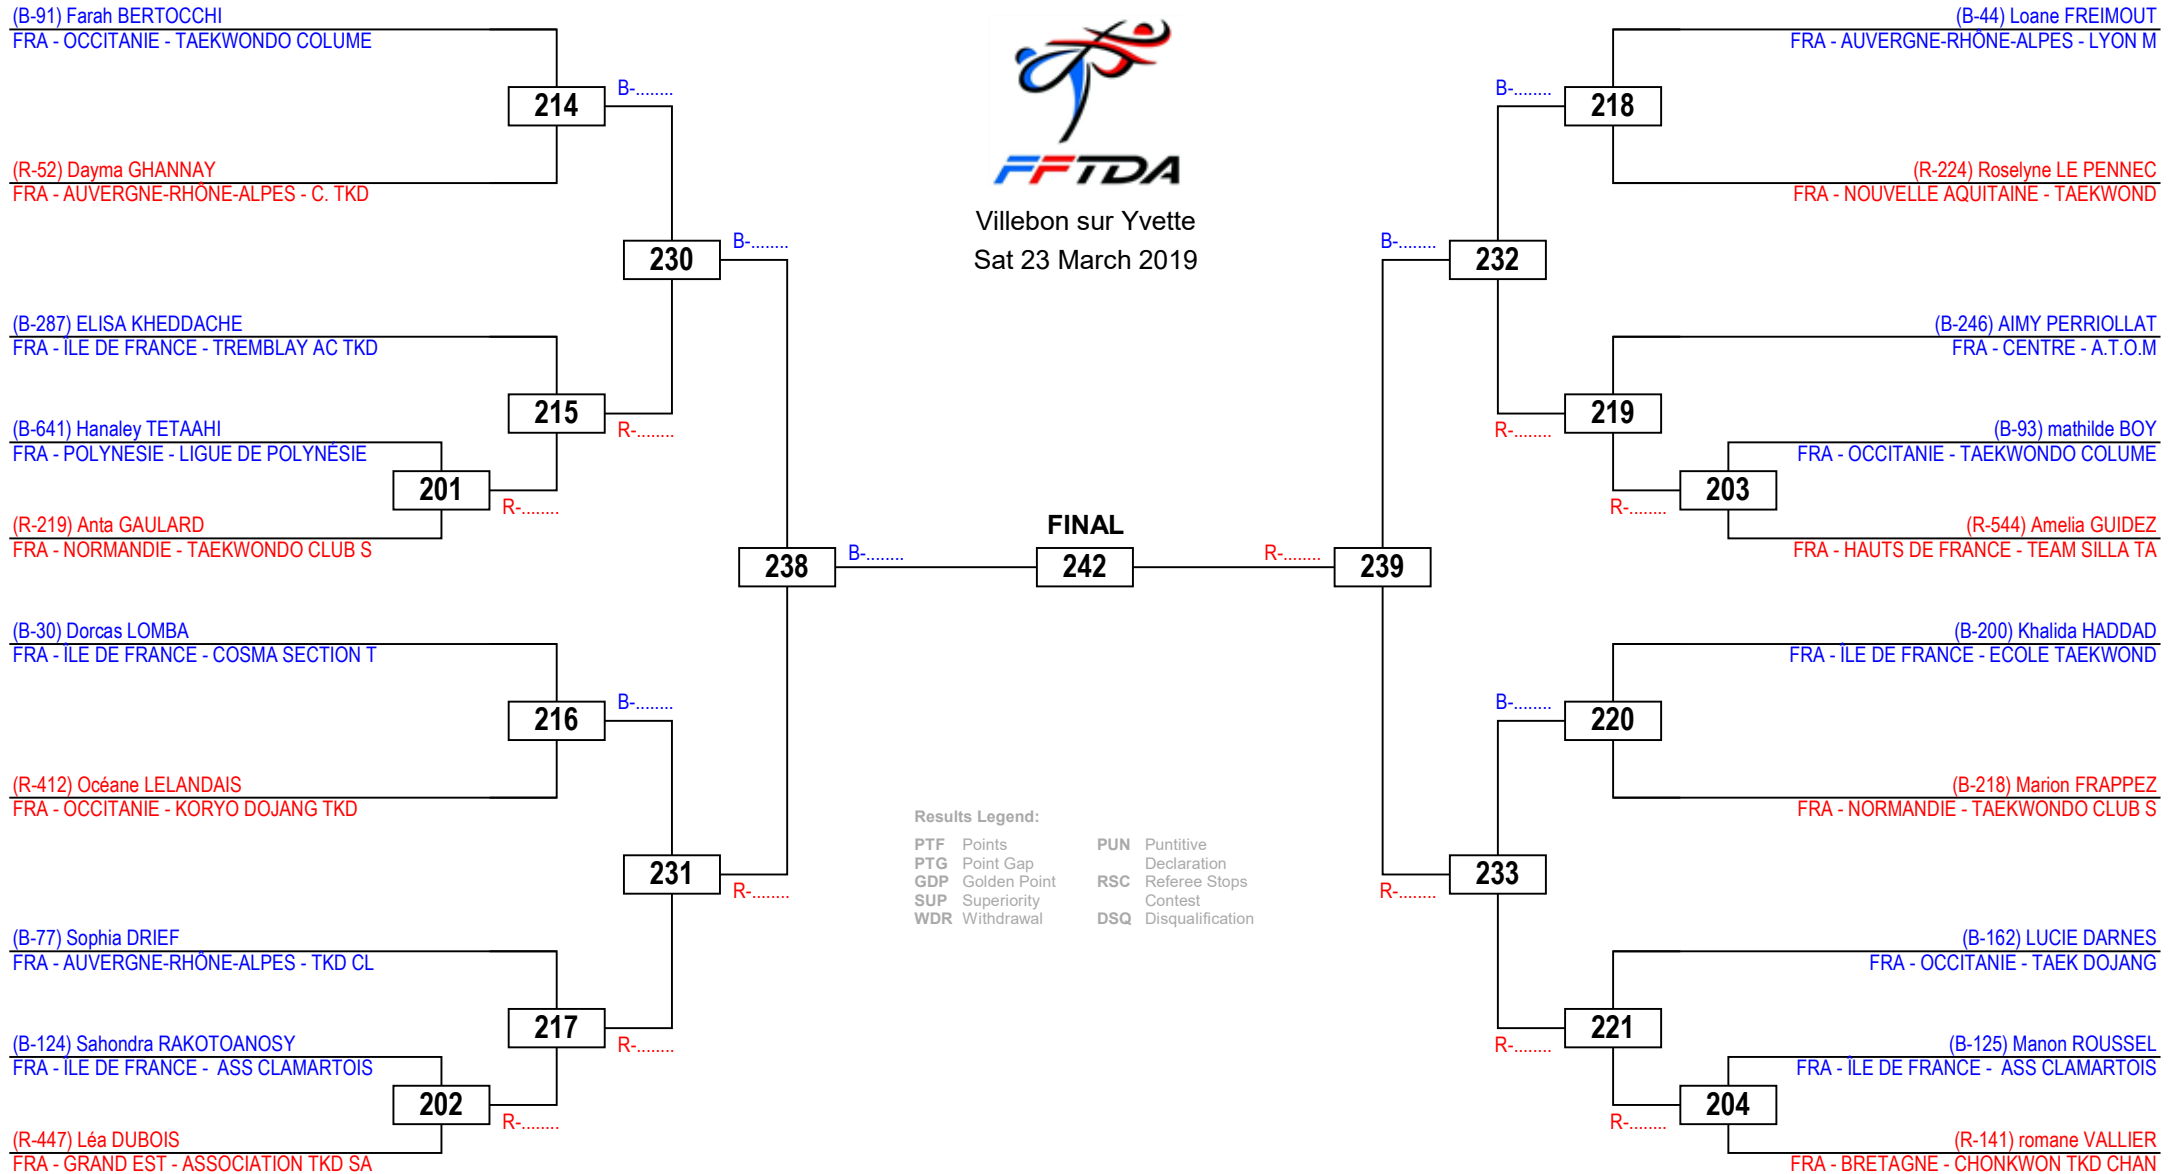 (B-91) Farah BERTOCCHI
FRA - OCCITANIE - TAEKWONDO COLUME
214
B-........
(R-52) Dayma GHANNAY
FRA - AUVERGNE-RHÔNE-ALPES - C. TKD
230
B-........
(B-287) ELISA KHEDDACHE
FRA - ÎLE DE FRANCE - TREMBLAY AC TKD
215
R-........
(B-641) Hanaley TETAAHI
FRA - POLYNESIE - LIGUE DE POLYNÉSIE
201
R-........
(R-219) Anta GAULARD
FRA - NORMANDIE - TAEKWONDO CLUB S
238
B-........
(B-30) Dorcas LOMBA
FRA - ÎLE DE FRANCE - COSMA SECTION T
216
B-........
(R-412) Océane LELANDAIS
FRA - OCCITANIE - KORYO DOJANG TKD
231
R-........
(B-77) Sophia DRIEF
FRA - AUVERGNE-RHÔNE-ALPES - TKD CL
217
R-........
(B-124) Sahondra RAKOTOANOSY
FRA - ÎLE DE FRANCE - ASS CLAMARTOIS
202
R-........
(R-447) Léa DUBOIS
FRA - GRAND EST - ASSOCIATION TKD SA
FFTDA
Villebon sur Yvette
Sat 23 March 2019
FINAL
242
Results Legend:
PTF Points
PTG Point Gap
GDP Golden Point
SUP Superiority
WDR Withdrawal
PUN Puntitive
Declaration
RSC Referee Stops
Contest
DSQ Disqualification
(B-44) Loane FREIMOUT
FRA - AUVERGNE-RHÔNE-ALPES - LYON M
B-........
218
(R-224) Roselyne LE PENNEC
FRA - NOUVELLE AQUITAINE - TAEKWOND
B-........
232
(B-246) AIMY PERRIOLLAT
FRA - CENTRE - A.T.O.M
219
R-........
(B-93) mathilde BOY
FRA - OCCITANIE - TAEKWONDO COLUME
203
R-........
(R-544) Amelia GUIDEZ
FRA - HAUTS DE FRANCE - TEAM SILLA TA
R-........
239
(B-200) Khalida HADDAD
FRA - ÎLE DE FRANCE - ECOLE TAEKWOND
B-........
220
(B-218) Marion FRAPPEZ
FRA - NORMANDIE - TAEKWONDO CLUB S
233
R-........
(B-162) LUCIE DARNES
FRA - OCCITANIE - TAEK DOJANG
221
R-........
(B-125) Manon ROUSSEL
FRA - ÎLE DE FRANCE - ASS CLAMARTOIS
204
R-........
(R-141) romane VALLIER
FRA - BRETAGNE - CHONKWON TKD CHAN